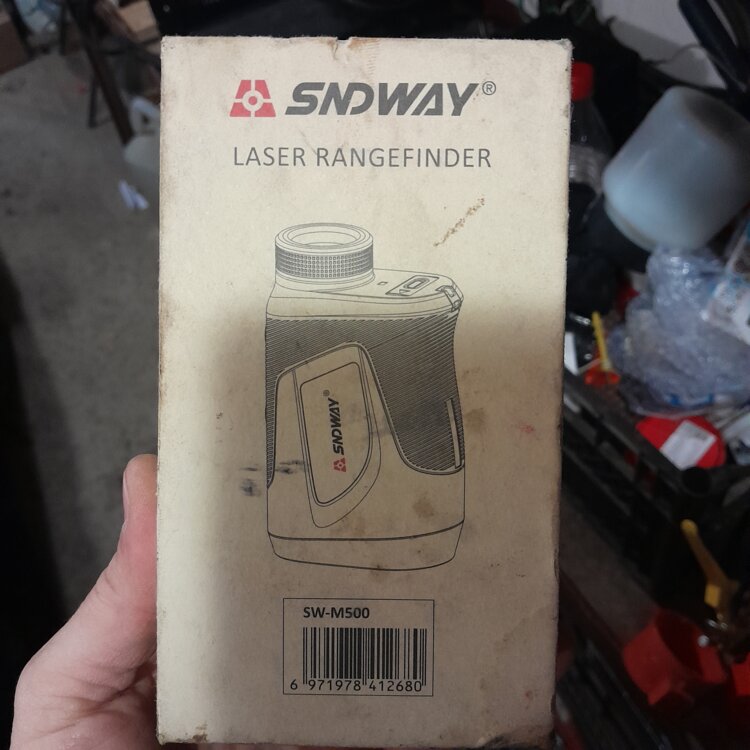 SNDWAY®
LASER RANGEFINDER
SNDWAY®
SW-M500
6 971978 412680